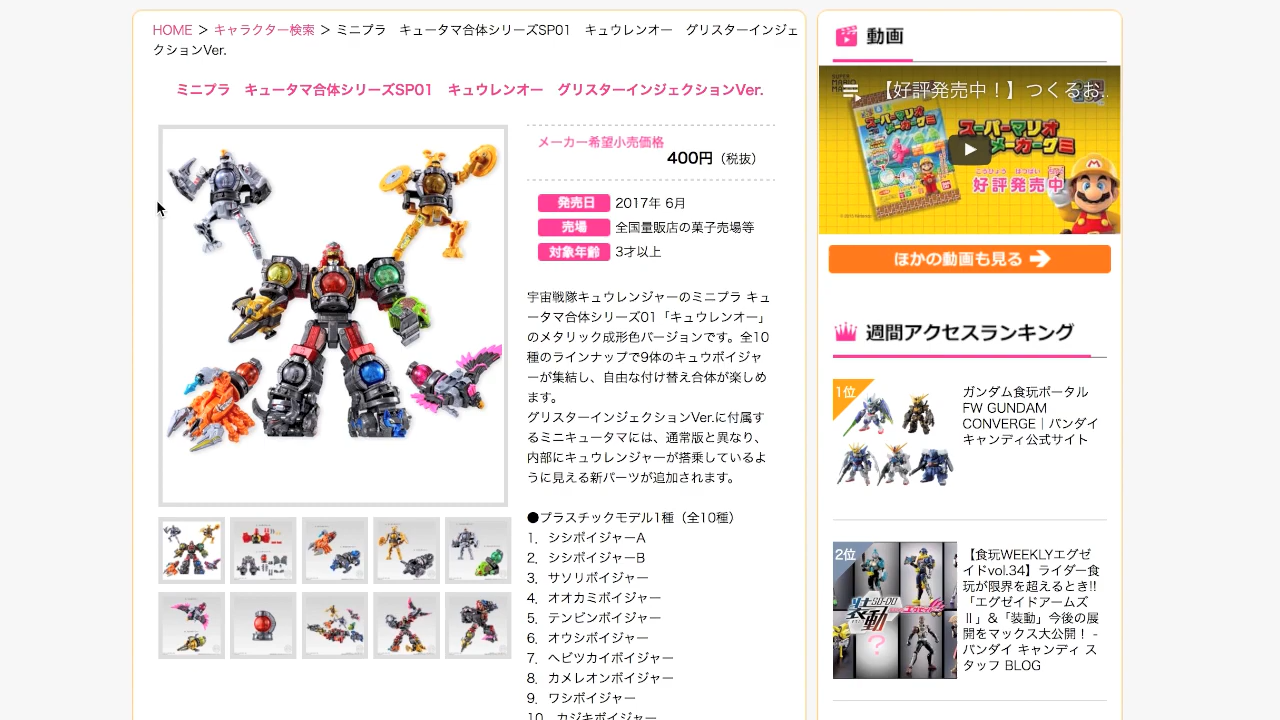 HOME ＞ キャラクター検索 ＞ ミニプラ　キュータマ合体シリーズSP01　キュウレンオー　グリスターインジェ
クションVer.
ミニプラ　キュータマ合体シリーズSP01　キュウレンオー　グリスターインジェクションVer.
メーカー希望小売価格
400円（税抜）
発売日 2017年 6月
売場 全国量販店の菓子売場等
対象年齢 3才以上
宇宙戦隊キュウレンジャーのミニプラ キュ
ータマ合体シリーズ01「キュウレンオー」
のメタリック成形色バージョンです。全10
種のラインナップで9体のキュウボイジャ
ーが集結し、自由な付け替え合体が楽しめ
ます。
グリスターインジェクションVer.に付属す
るミニキュータマには、通常版と異なり、
内部にキュウレンジャーが搭乗しているよ
うに見える新パーツが追加されます。
●プラスチックモデル1種（全10種）
1．シシボイジャーA
2．シシボイジャーB
3．サソリボイジャー
4．オオカミボイジャー
5．テンビンボイジャー
6．オウシボイジャー
7．ヘビツカイボイジャー
8．カメレオンボイジャー
9．ワシボイジャー
10．カジキボイジャー
動画
【好評発売中！】つくるお..
スーパーマリオ
メーカーグミ
こうひょう はつばい ちゅう
好評発売中
ほかの動画も見る
週間アクセスランキング
1位
ガンダム食玩ポータル
FW GUNDAM
CONVERGE｜バンダイ
キャンディ公式サイト
2位
【食玩WEEKLYエグゼ
イドvol.34】ライダー食
玩が限界を超えるとき!!
「エグゼイドアームズ
Ⅱ」&「装動」今後の展
開をマックス大公開！ -
バンダイ キャンディ ス
タッフ BLOG
SO-DO
装動
?